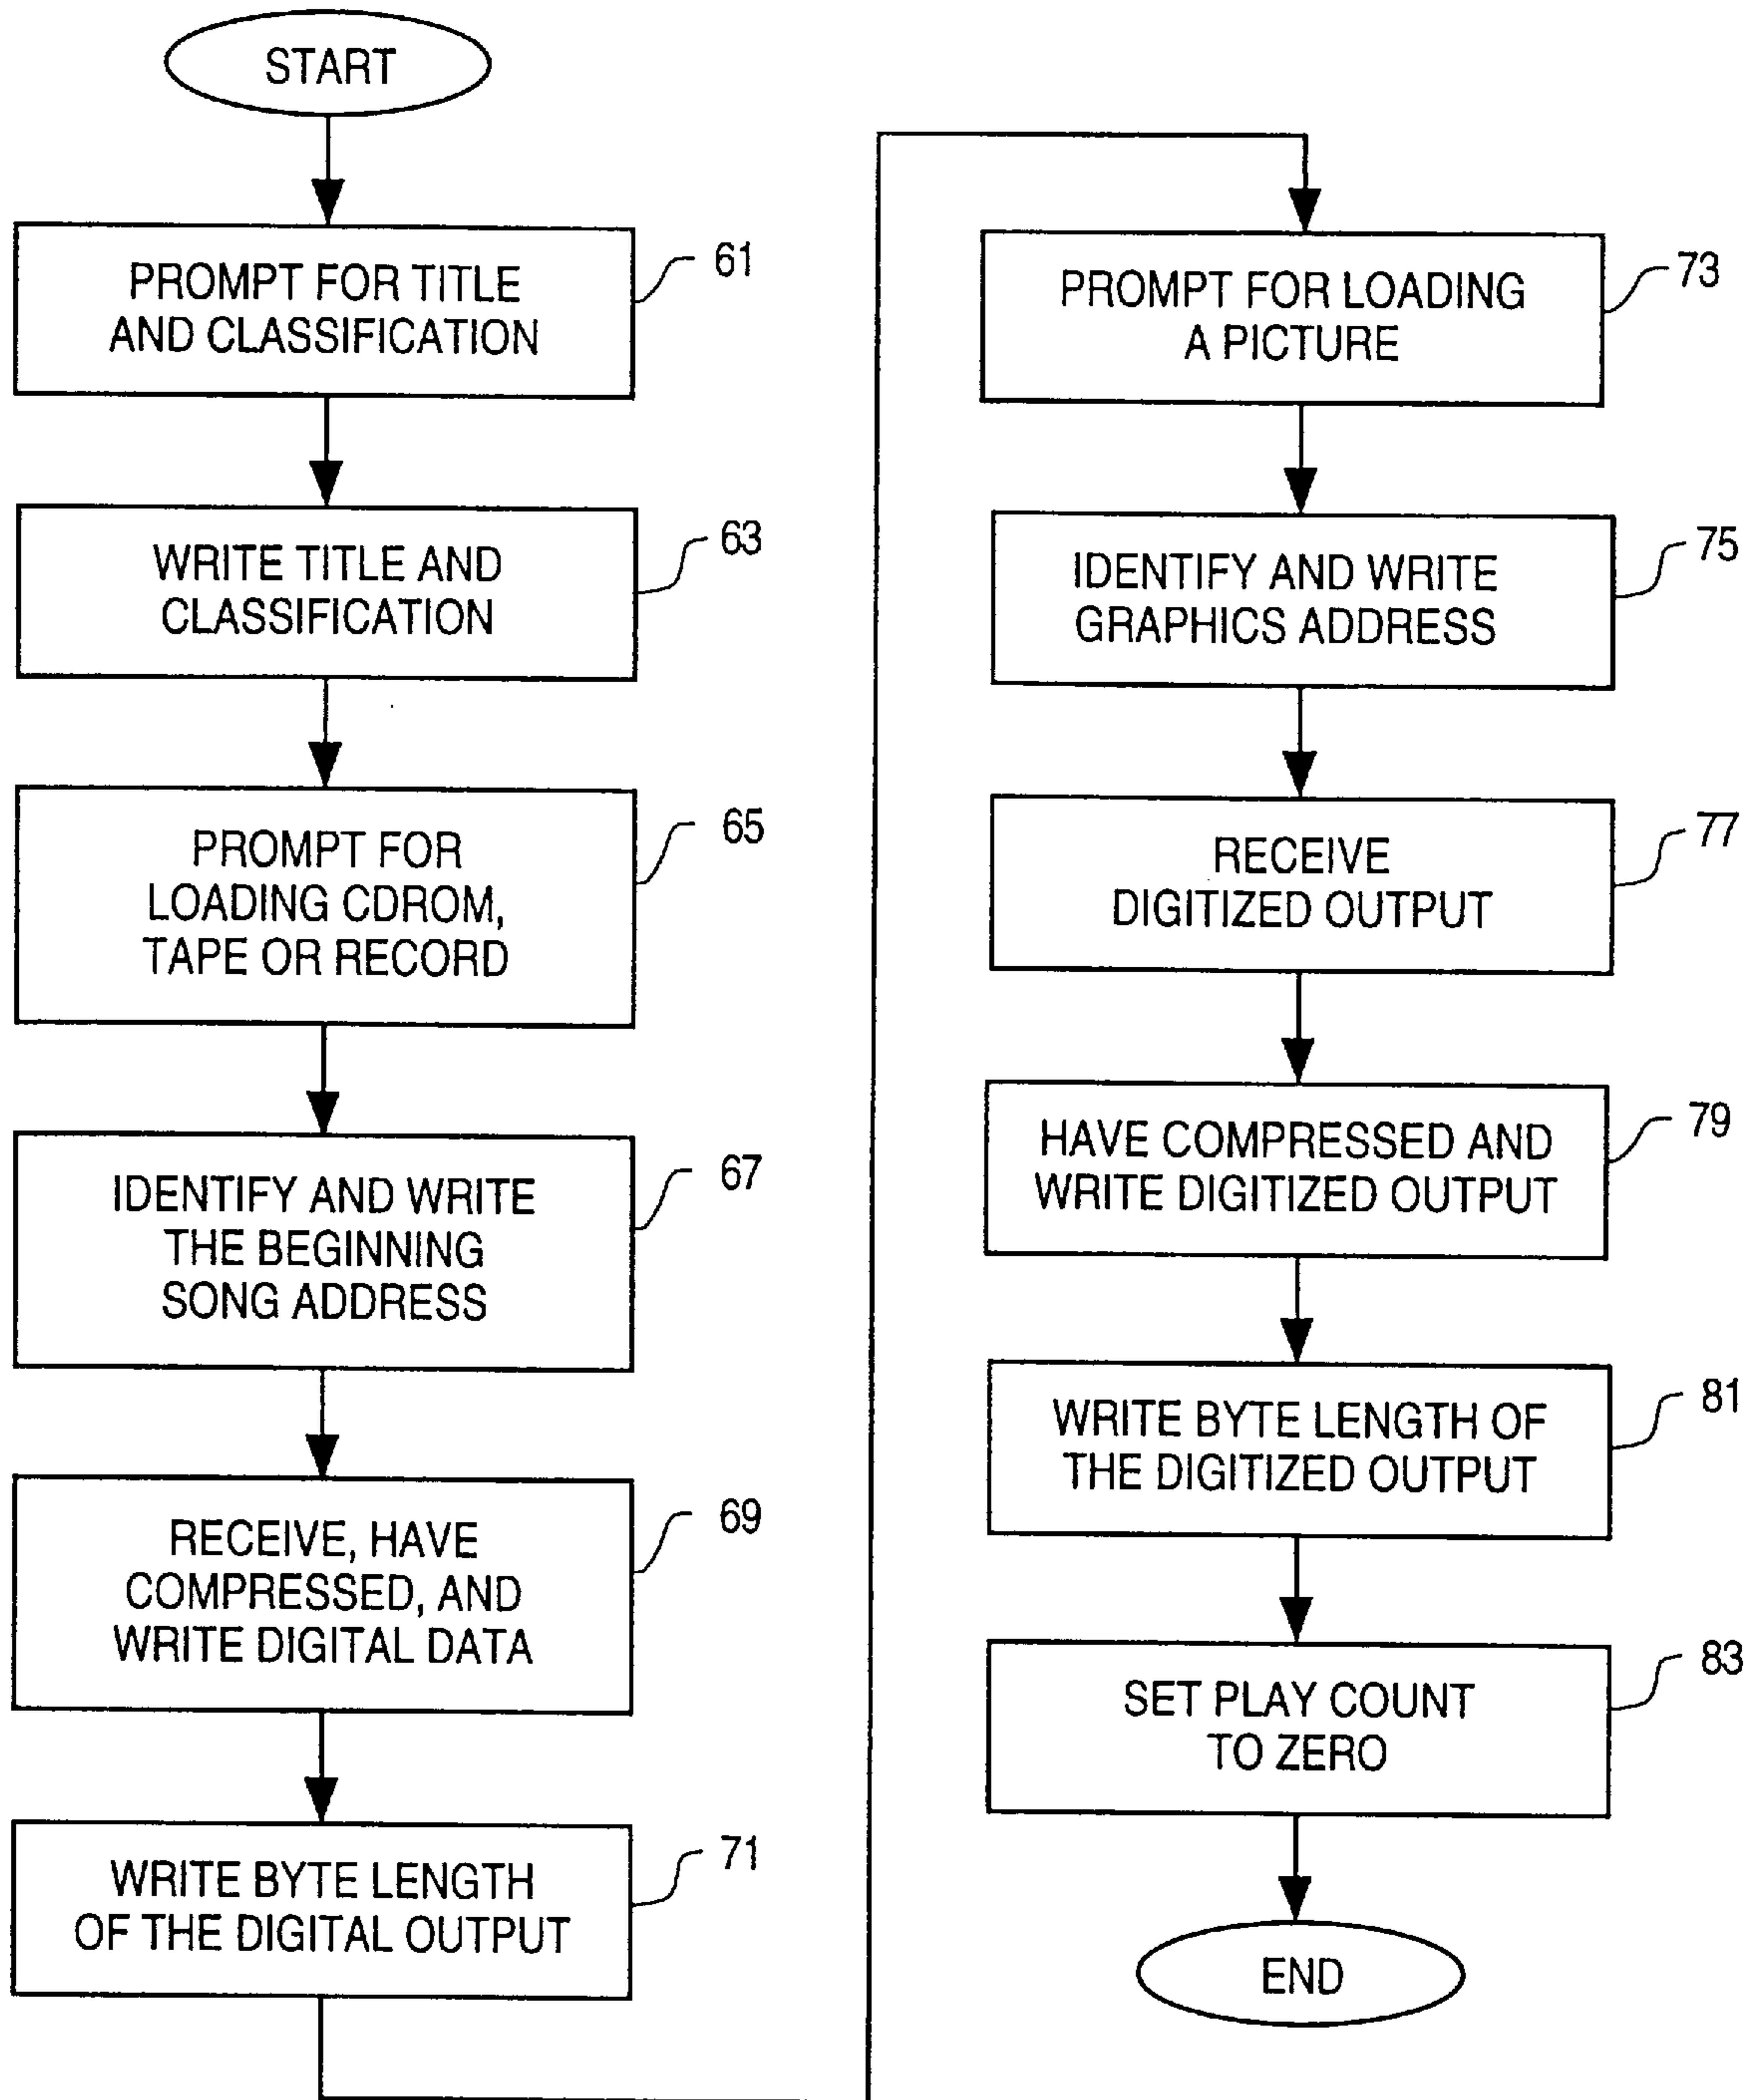 START
PROMPT FOR TITLE
AND CLASSIFICATION
61
WRITE TITLE AND
CLASSIFICATION
63
PROMPT FOR
LOADING CDROM,
TAPE OR RECORD
65
IDENTIFY AND WRITE
THE BEGINNING
SONG ADDRESS
67
RECEIVE, HAVE
COMPRESSED, AND
WRITE DIGITAL DATA
69
WRITE BYTE LENGTH
OF THE DIGITAL OUTPUT
71
PROMPT FOR LOADING
A PICTURE
73
IDENTIFY AND WRITE
GRAPHICS ADDRESS
75
RECEIVE
DIGITIZED OUTPUT
77
HAVE COMPRESSED AND
WRITE DIGITIZED OUTPUT
79
WRITE BYTE LENGTH OF
THE DIGITIZED OUTPUT
81
SET PLAY COUNT
TO ZERO
83
END